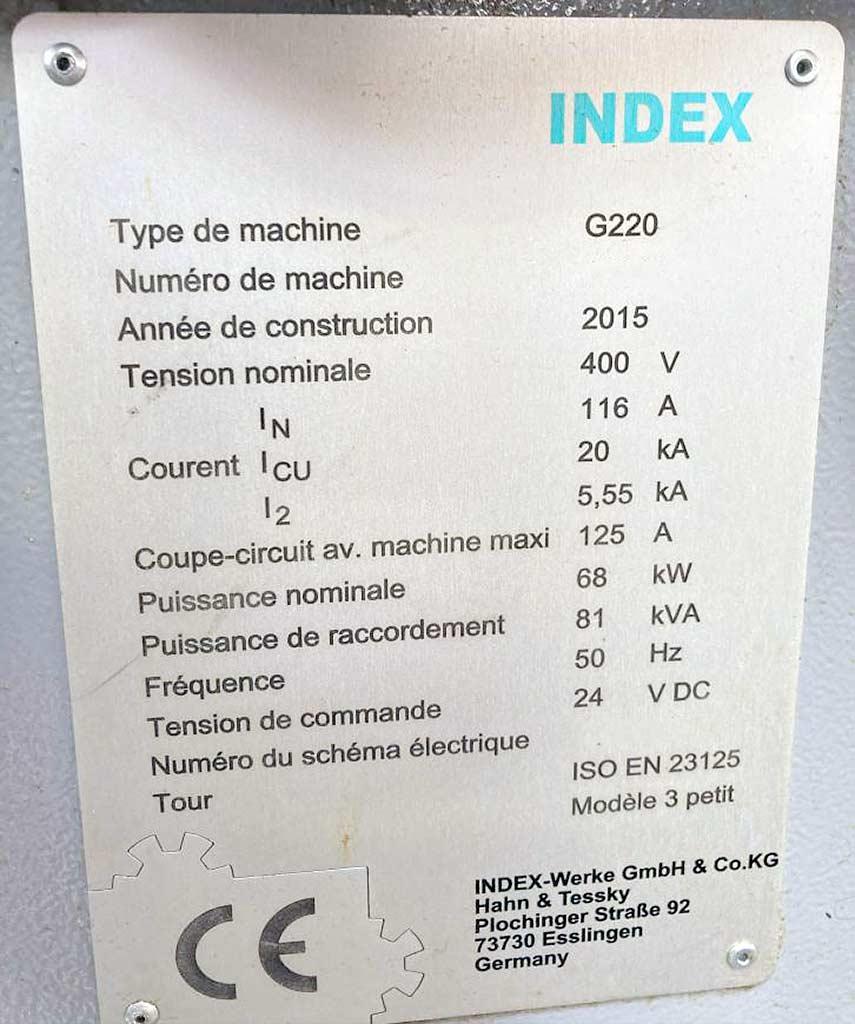 INDEX
Type de machine G220
Numéro de machine
Année de construction 2015
Tension nominale 400 V
IN 116 A
Courent ICU 20 kA
I2 5,55 kA
Coupe-circuit av. machine maxi 125 A
Puissance nominale 68 kW
Puissance de raccordement 81 kVA
Fréquence 50 Hz
Tension de commande 24 V DC
Numéro du schéma électrique
Tour ISO EN 23125
Modèle 3 petit
CE
INDEX-Werke GmbH & Co.KG
Hahn & Tessky
Plochinger Straße 92
73730 Esslingen
Germany